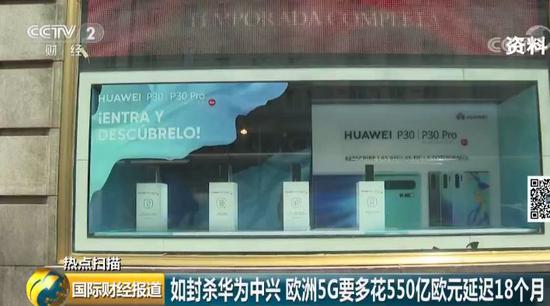 CCTV 2
财经
TEMPORADA COMPLETA
资料
HUAWEI P30 | P30 Pro
¡ENTRA Y
DESCÚBRELO!
HUAWEI
HUAWEI P30 | P30 Pro
热点扫描
国际财经报道
如封杀华为中兴 欧洲5G要多花550亿欧元延迟18个月